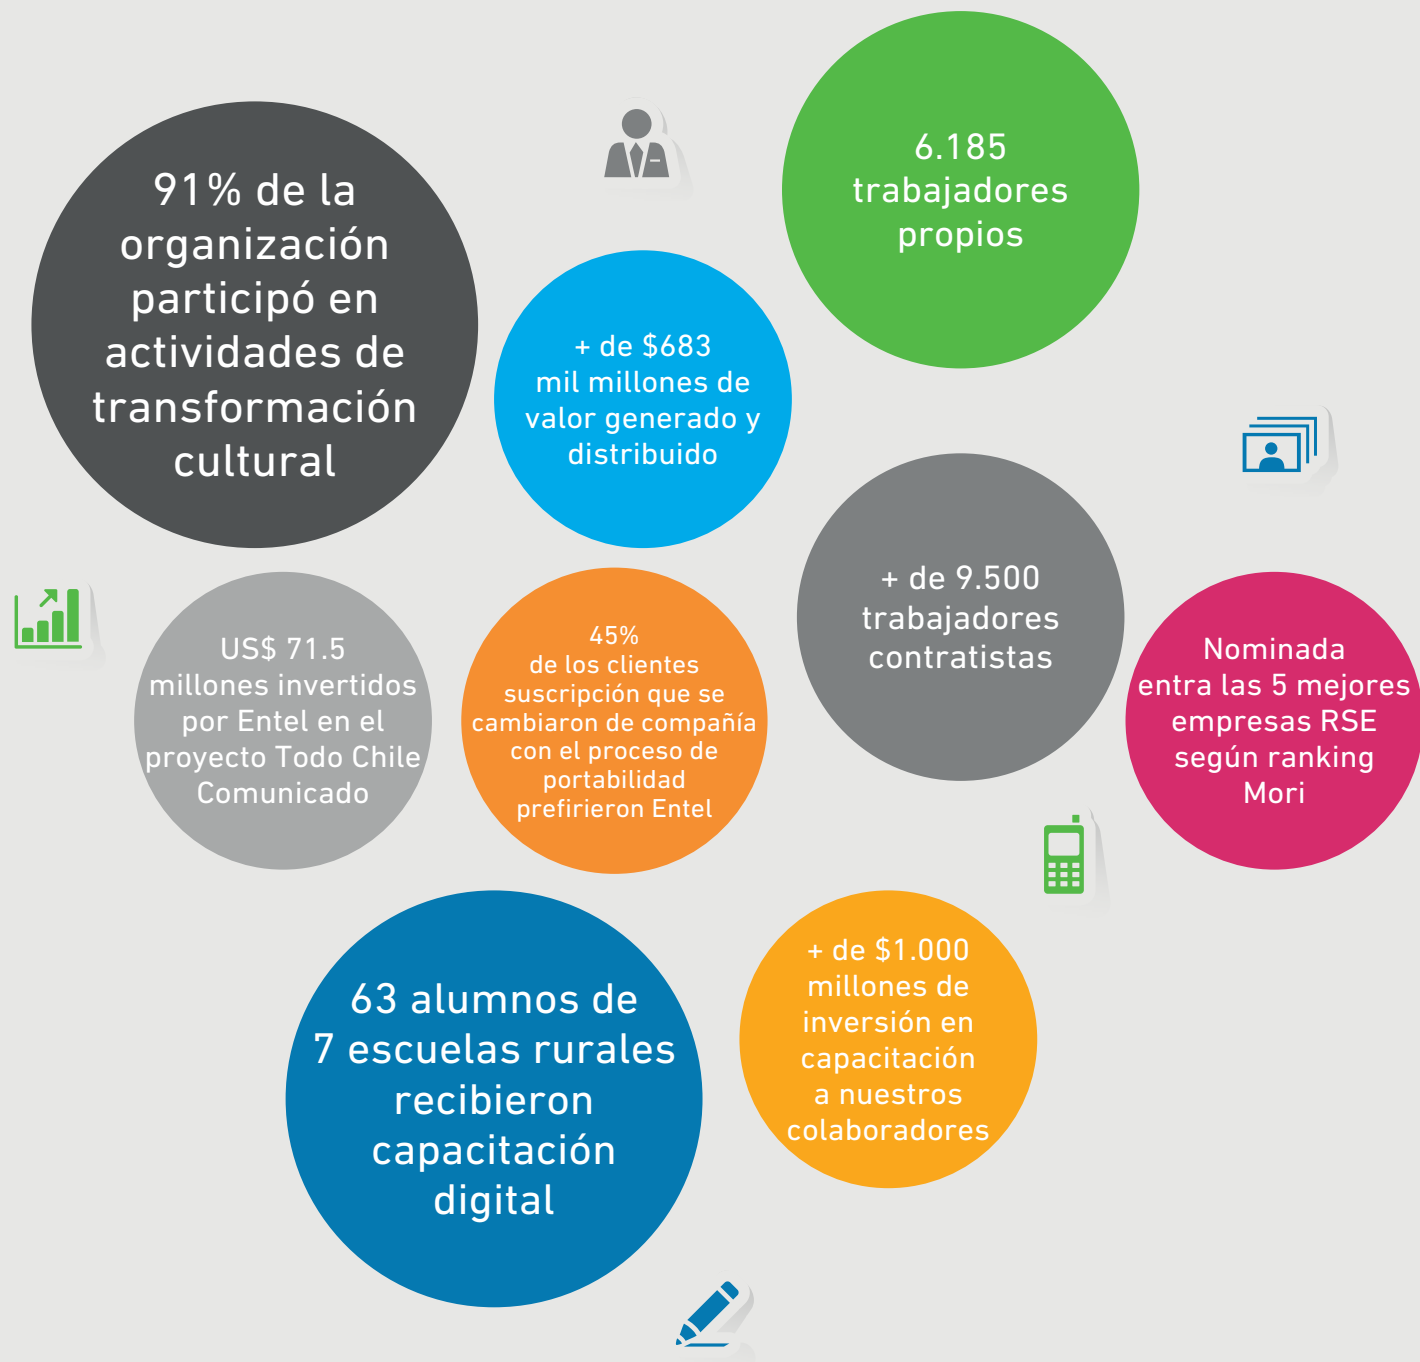 91% de la
organización
participó en
actividades de
transformación
cultural
+ de $683
mil millones de
valor generado y
distribuido
6.185
trabajadores
propios
US$ 71.5
millones invertidos
por Entel en el
proyecto Todo Chile
Comunicado
45%
de los clientes
suscripción que se
cambiaron de compañía
con el proceso de
portabilidad
prefirieron Entel
+ de 9.500
trabajadores
contratistas
Nominada
entra las 5 mejores
empresas RSE
según ranking
Mori
63 alumnos de
7 escuelas rurales
recibieron
capacitación
digital
+ de $1.000
millones de
inversión en
capacitación
a nuestros
colaboradores